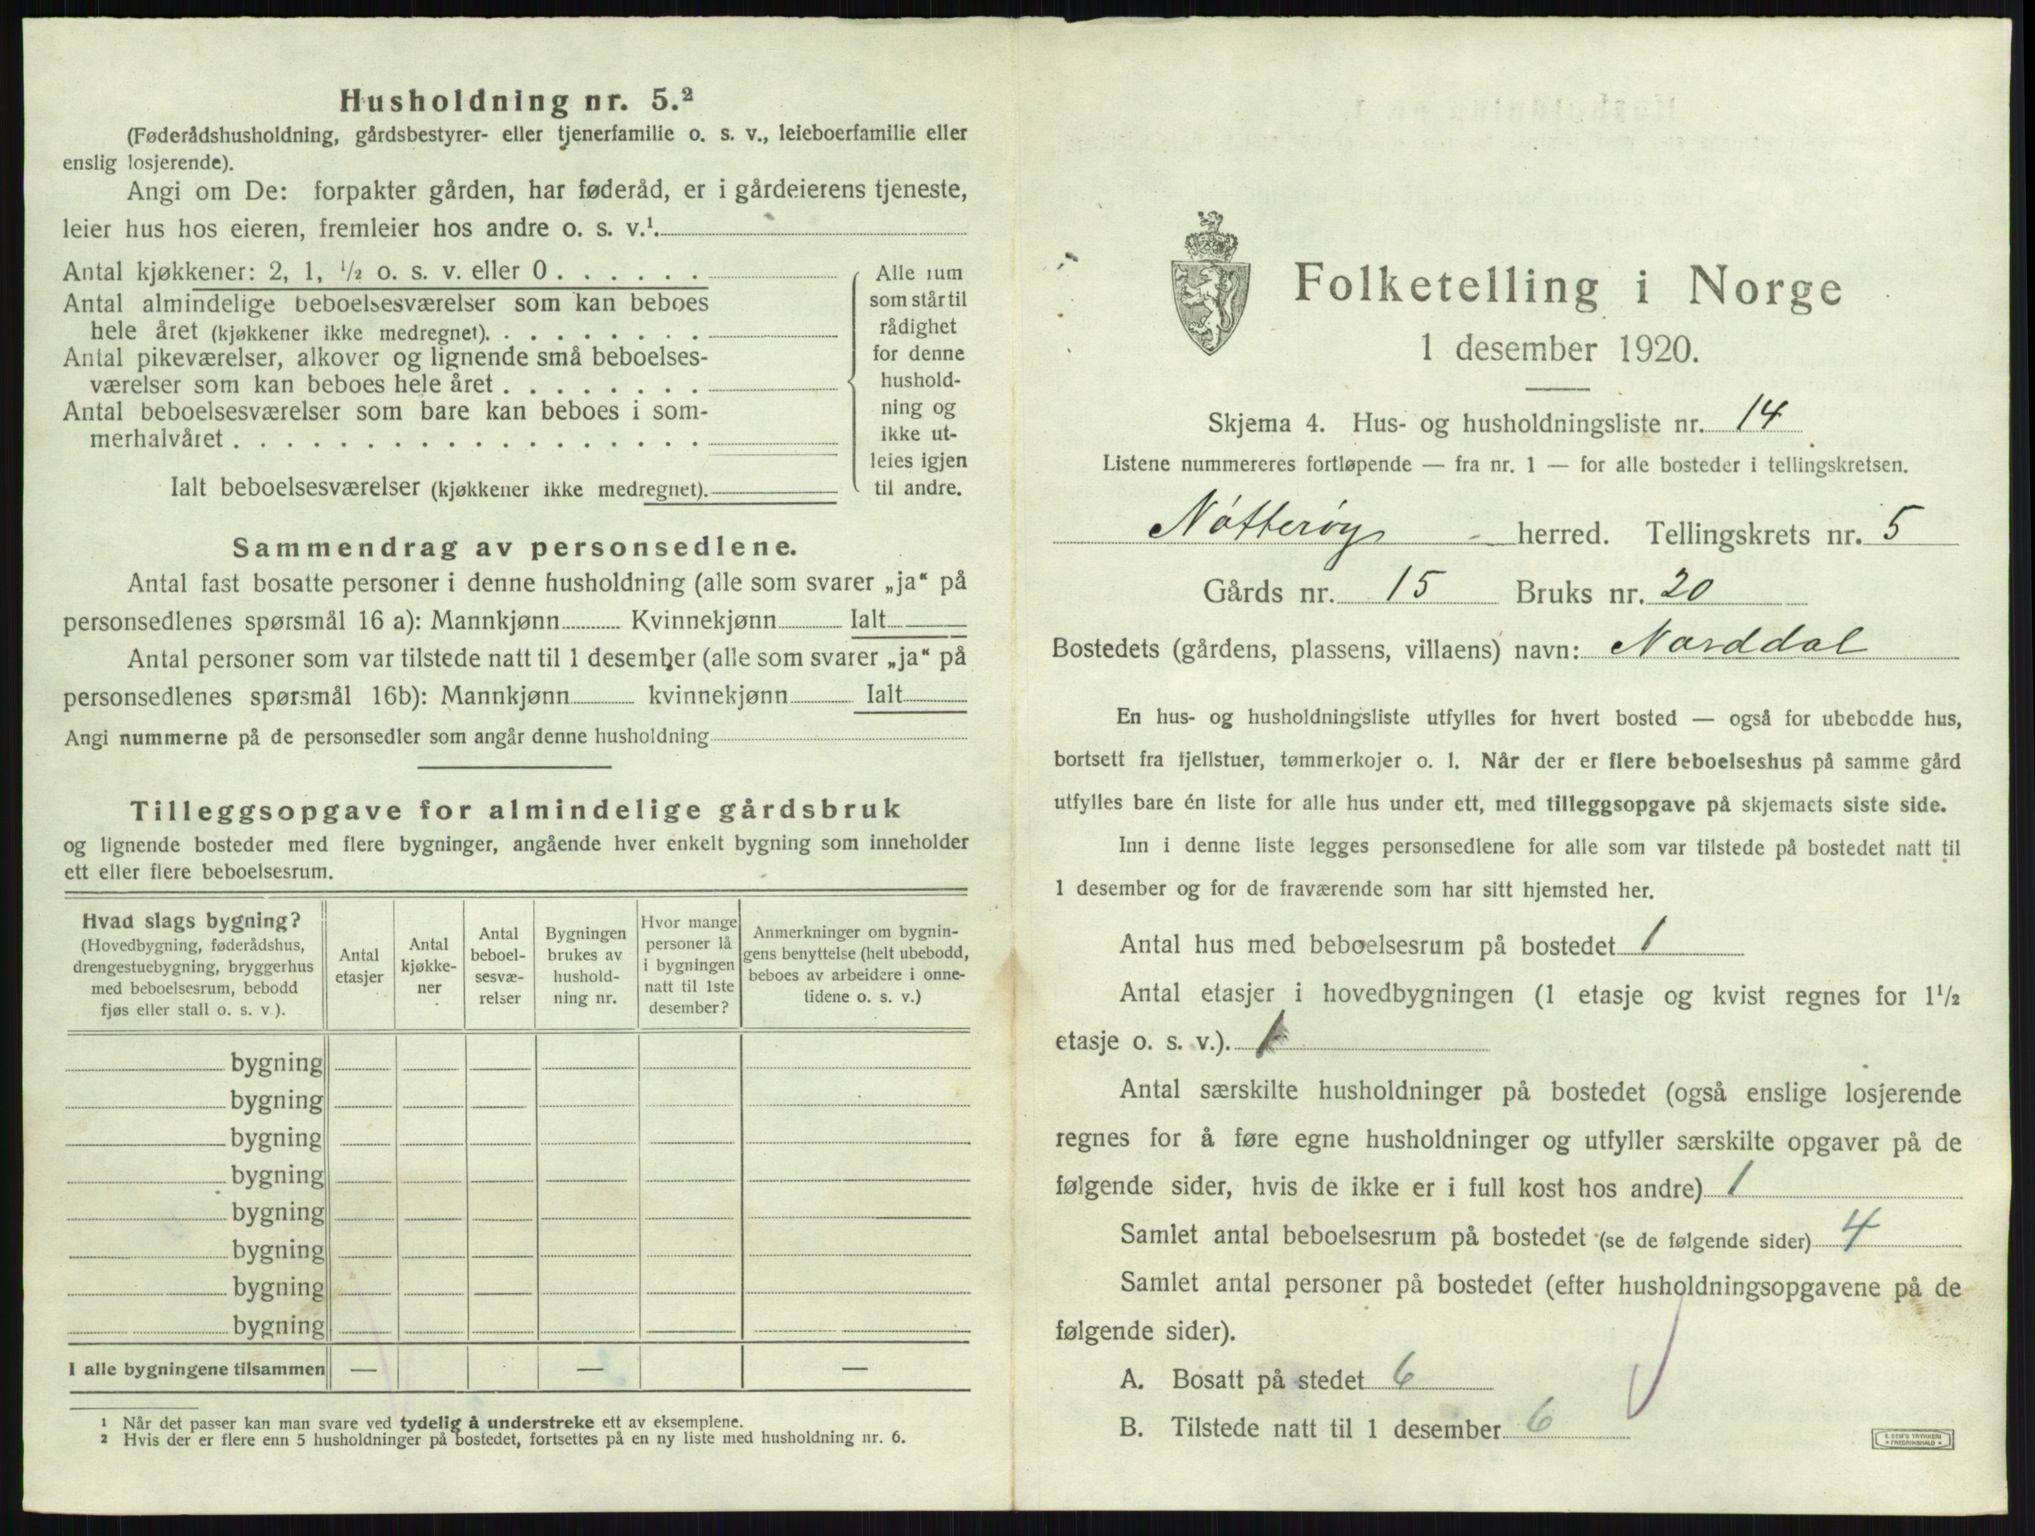 Husholdning nr. 5.²
(Føderådshusholdning, gårdsbestyrer- eller tjenerfamilie o. s. v., leieboerfamilie eller
enslig losjerende).
Angi om De: forpakter gården, har føderåd, er i gårdeierens tjeneste,
leier hus hos eieren, fremleier hos andre o. s. v.¹.
Antal kjøkkener: 2, 1, ½ o. s. v. eller 0 . . . . . .
Antal almindelige beboelsesværelser som kan beboes
hele året (kjøkkener ikke medregnet). . . . . . . . .
Antal pikeværelser, alkover og lignende små beboelses-
værelser som kan beboes hele året . . . . . . . .
Antal beboelsesværelser som bare kan beboes i som-
merhalvåret . . . . . . . . . . . . . . . . . .
Ialt beboelsesværelser (kjøkkener ikke medregnet).
Alle rum
som står til
rådighet
for denne
hushold-
ning og
ikke ut-
leies igjen
til andre.
Sammendrag av personsedlene.
Antal fast bosatte personer i denne husholdning (alle som svarer „ja“ på
personsedlenes spørsmål 16 a): Mannkjønn Kvinnekjønn Ialt
Antal personer som var tilstede natt til 1 desember (alle som svarer „ja“ på
personsedlenes spørsmål 16b): Mannkjønn kvinnekjønn Ialt
Angi nummerne på de personsedler som angår denne husholdning
Tilleggsopgave for almindelige gårdsbruk
og lignende bosteder med flere bygninger, angående hver enkelt bygning som inneholder
ett eller flere beboelsesrum.
Hvad slags bygning?
(Hovedbygning, føderådshus,
drengestuebygning, bryggerhus
med beboelsesrum, bebodd
fjøs eller stall o. s. v ).
Antal
etasjer
Antal
kjøkke-
ner
Antal
beboel-
sesvæ-
relser
Bygningen
brukes av
hushold-
ning nr.
Hvor mange
personer lå
i bygningen
natt til 1ste
desember?
Anmerkninger om bygnin-
gens benyttelse (helt ubebodd,
beboes av arbeidere i onne-
tidene o. s. v.)
bygning
bygning
bygning
bygning
bygning
bygning
bygning
bygning
I alle bygningene tilsammen — — —
¹ Når det passer kan man svare ved tydelig å understreke ett av eksemplene.
² Hvis der er flere enn 5 husholdninger på bostedet, fortsettes på en ny liste med husholdning nr. 6.
Folketelling i Norge
1 desember 1920.
Skjema 4. Hus- og husholdningsliste nr. 14
Listene nummereres fortløpende — fra nr. 1 — for alle bosteder i tellingskretsen.
Nøtterøy herred. Tellingskrets nr. 5
Gårds nr. 15 Bruks nr. 20
Bostedets (gårdens, plassens, villaens) navn: Norddal
En hus- og husholdningsliste utfylles for hvert bosted — også for ubebodde hus,
bortsett fra fjellstuer, tømmerkojer o. l. Når der er flere beboelseshus på samme gård
utfylles bare én liste for alle hus under ett, med tilleggsopgave på skjemaets siste side.
Inn i denne liste legges personsedlene for alle som var tilstede på bostedet natt til
1 desember og for de fraværende som har sitt hjemsted her.
Antal hus med beboelsesrum på bostedet 1
Antal etasjer i hovedbygningen (1 etasje og kvist regnes for 1½
etasje o. s. v.). 1
Antal særskilte husholdninger på bostedet (også enslige losjerende
regnes for å føre egne husholdninger og utfyller særskilte opgaver på de
følgende sider, hvis de ikke er i full kost hos andre) 1
Samlet antal beboelsesrum på bostedet (se de følgende sider) 4
Samlet antal personer på bostedet (efter husholdningsopgavene på de
følgende sider).
A. Bosatt på stedet 6
B. Tilstede natt til 1 desember 6
E. SEM'S TRYKKERI
FREDRIKSHALD